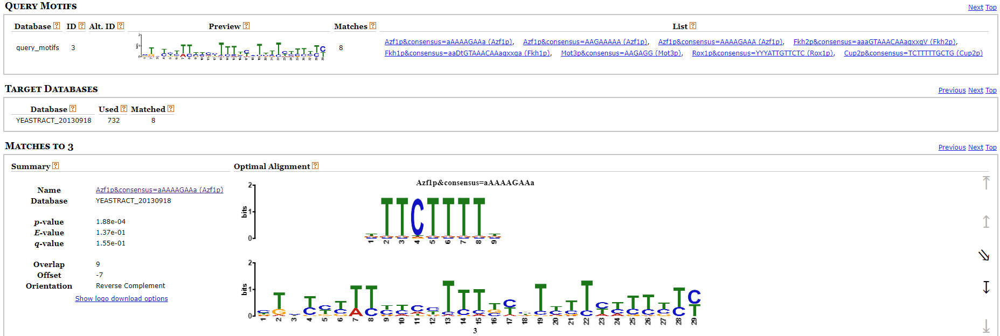 QUERY MOTIFS
Next Top
Database ? ID ? Alt. ID ? Preview ? Matches ? List ?
query_motifs 3 8 Azf1p&consensus=aAAAAGAAa (Azf1p), Azf1p&consensus=AAGAAAAA (Azf1p), Azf1p&consensus=AAAAGAAA (Azf1p), Fkh2p&consensus=aaaGTAAACAAaqxxqV (Fkh2p),
Fkh1p&consensus=aaDtGTAAACAAaqxxqa (Fkh1p), Mot3p&consensus=AAGAGG (Mot3p), Rox1p&consensus=YYYATTGTTCTC (Rox1p), Cup2p&consensus=TCTTTTTGCTG (Cup2p)
TARGET DATABASES
Previous Next Top
Database ? Used ? Matched ?
YEASTRACT_20130918 732 8
MATCHES TO 3
Previous Next Top
Summary ? Optimal Alignment ?
Name Azf1p&consensus=aAAAAGAAa (Azf1p)
Database YEASTRACT_20130918
p-value 1.88e-04
E-value 1.37e-01
q-value 1.55e-01
Overlap 9
Offset -7
Orientation Reverse Complement
Show logo download options
Azf1p&consensus=aAAAAGAAa
2
bits
1
0
TTCTTTT
1 2 3 4 5 6 7 8 9
2
bits
1
0
1 2 3 4 5 6 7 8 9 10 11 12 13 14 15 16 17 18 19 20 21 22 23 24 25 26 27 28 29
3